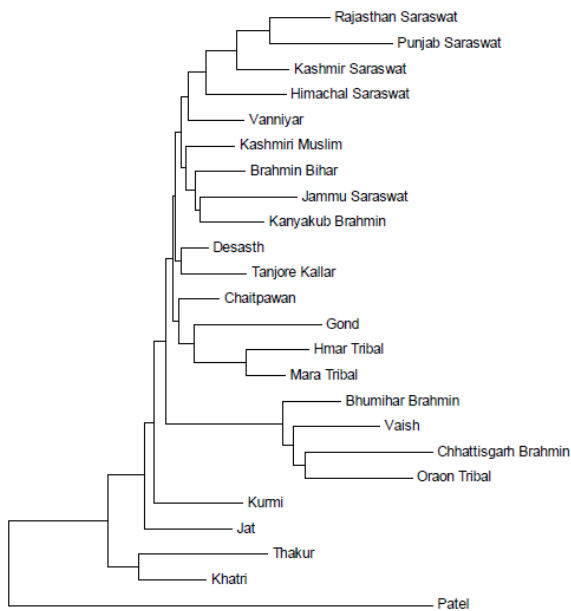 Rajasthan Saraswat
Punjab Saraswat
Kashmir Saraswat
Himachal Saraswat
Vanniyar
Kashmiri Muslim
Brahmin Bihar
Jammu Saraswat
Kanyakub Brahmin
Desasth
Tanjore Kallar
Chaitpawan
Gond
Hmar Tribal
Mara Tribal
Bhumihar Brahmin
Vaish
Chhattisgarh Brahmin
Oraon Tribal
Kurmi
Jat
Thakur
Khatri
Patel